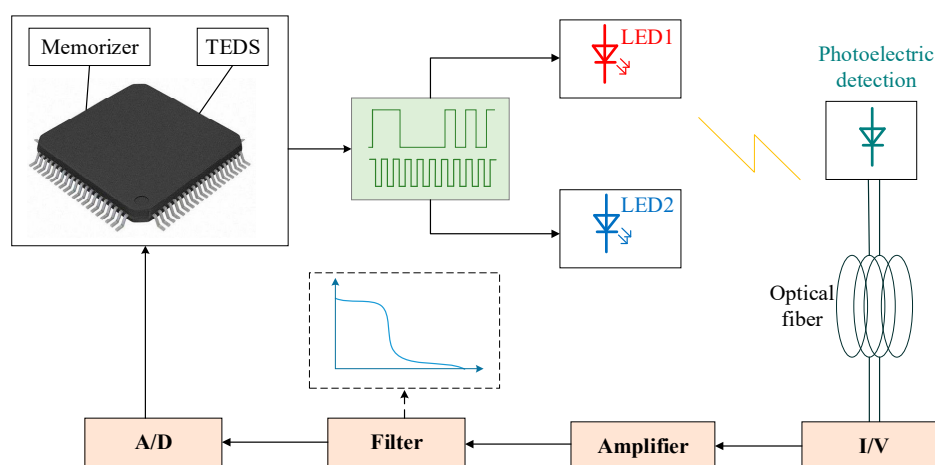 Memorizer
TEDS
LED1
Photoelectric
detection
LED2
Optical
fiber
A/D
Filter
Amplifier
I/V